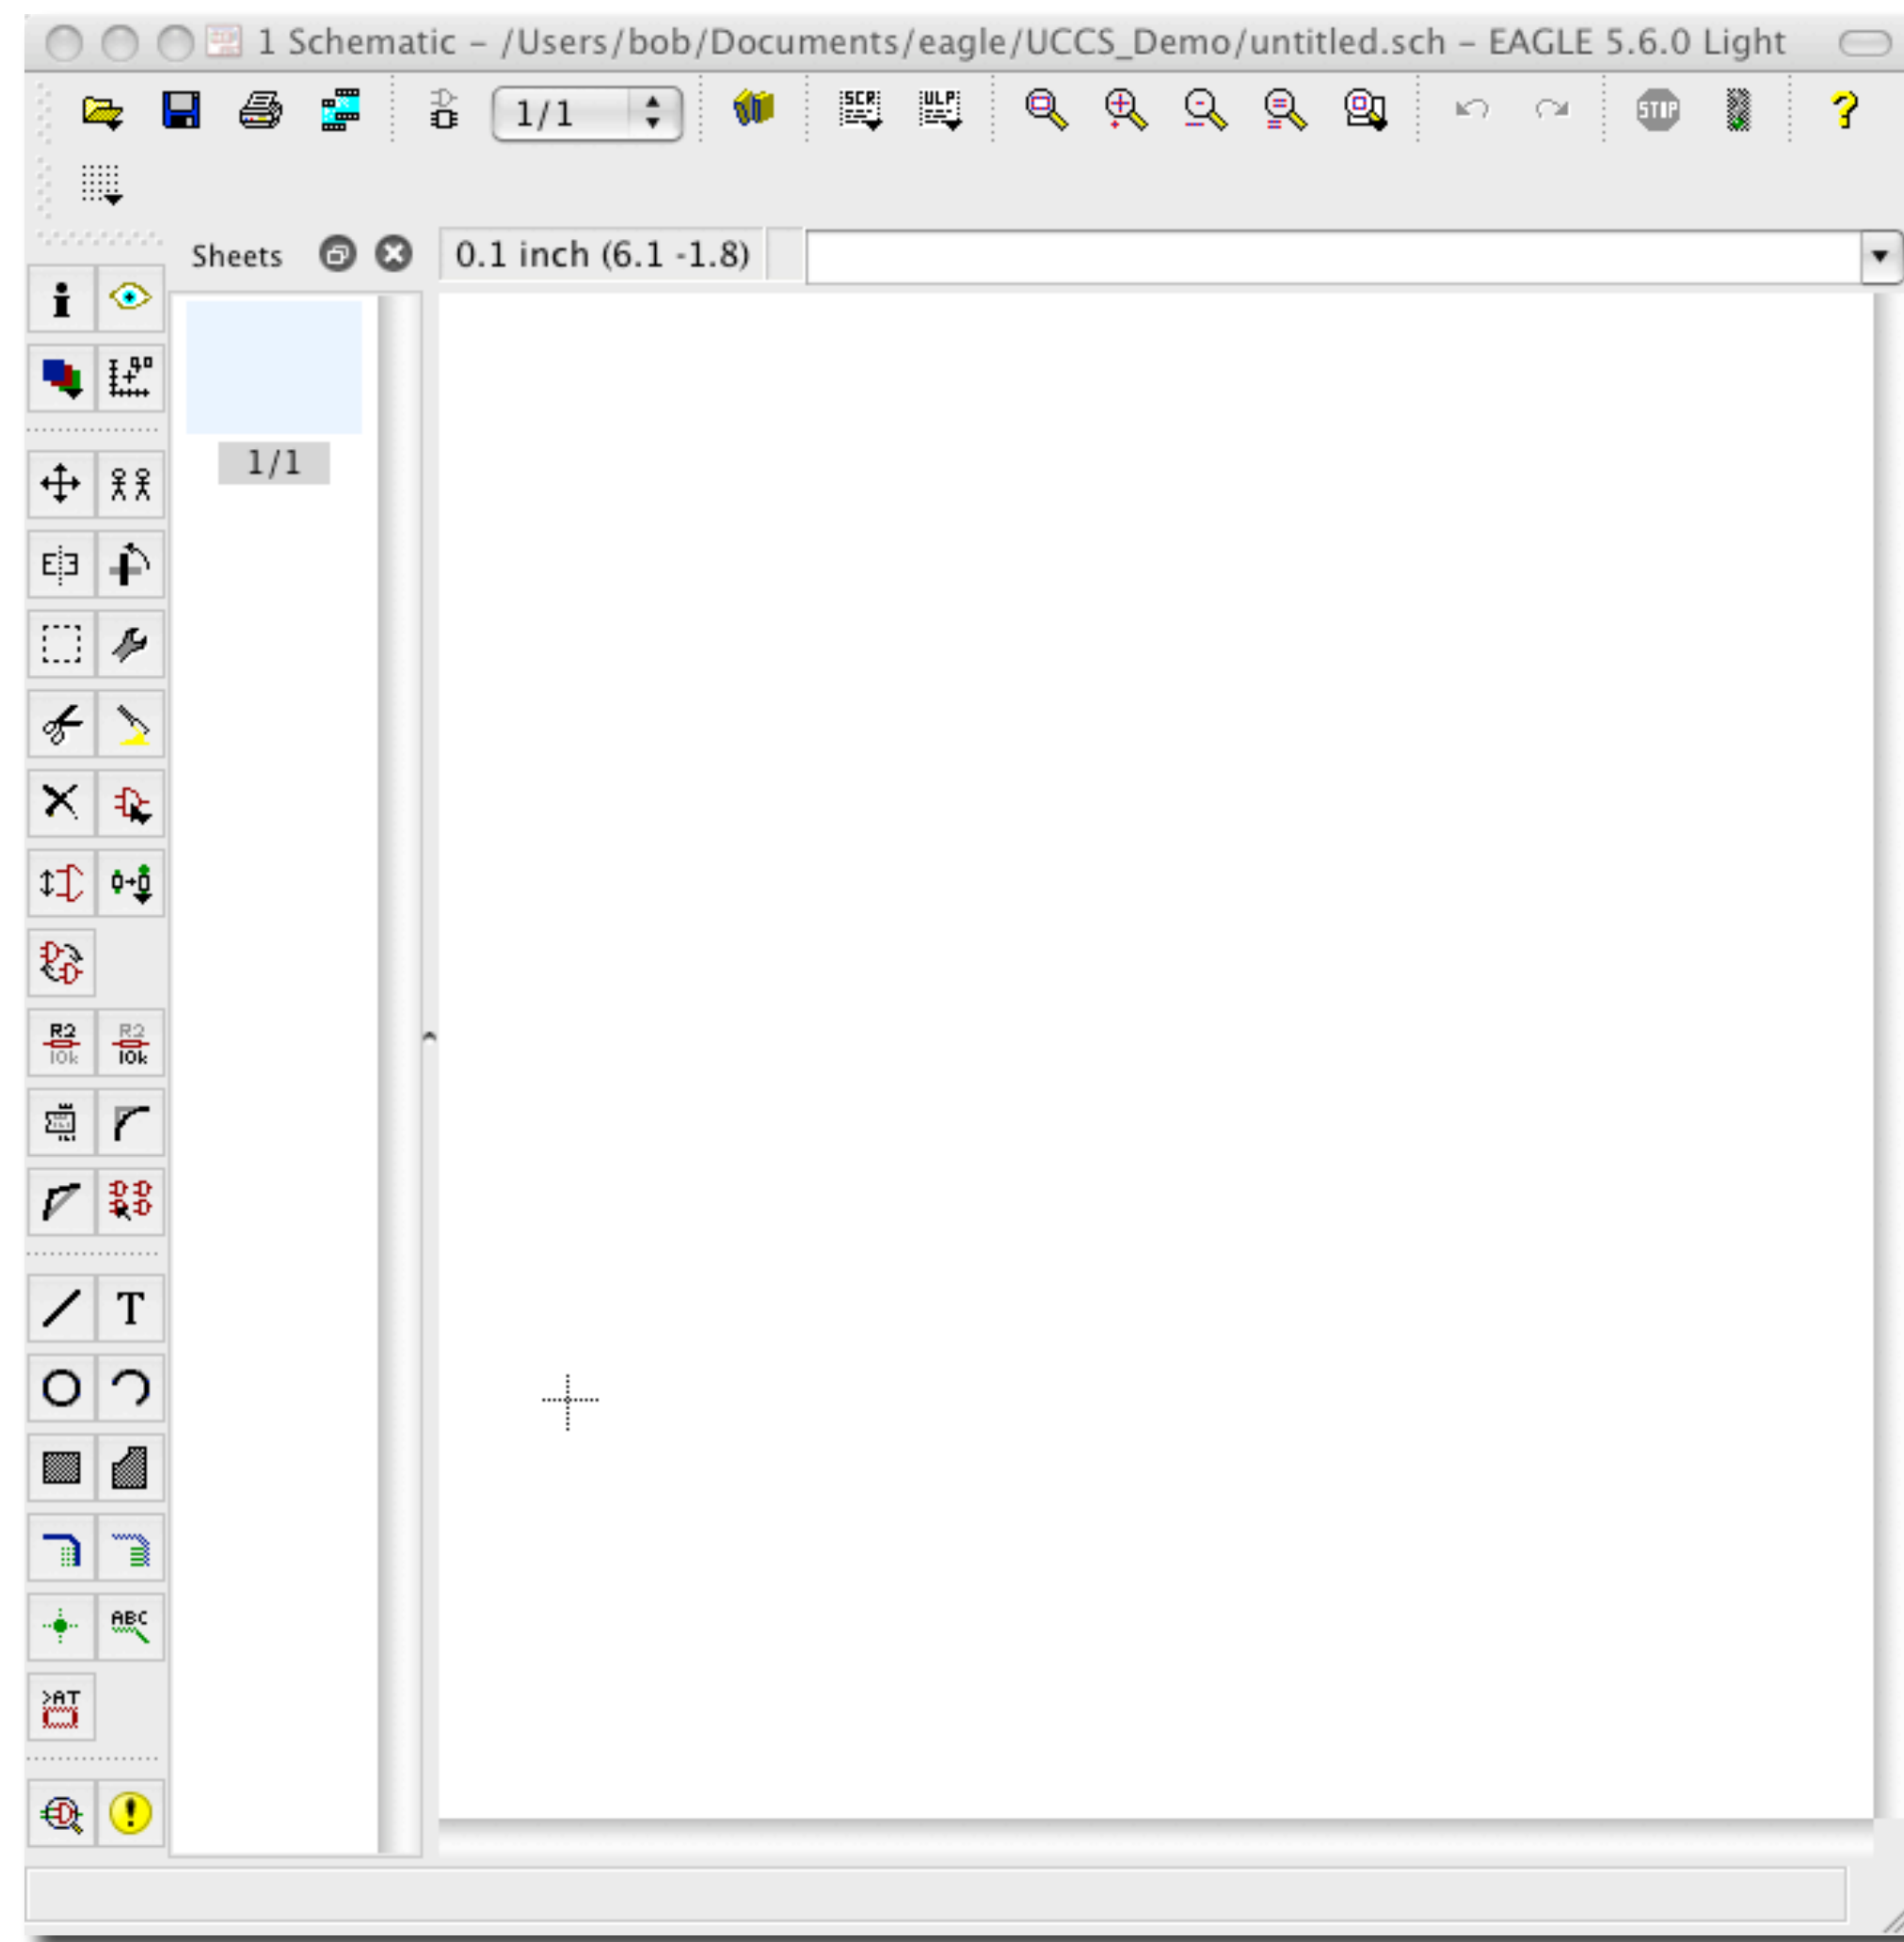 1 Schematic – /Users/bob/Documents/eagle/UCCS_Demo/untitled.sch – EAGLE 5.6.0 Light
1/1
SCR
ULP
STOP
?
Sheets
0.1 inch (6.1 -1.8)
i
1/1
E E
R2
10k
R2
10k
T
ABC
>AT
!